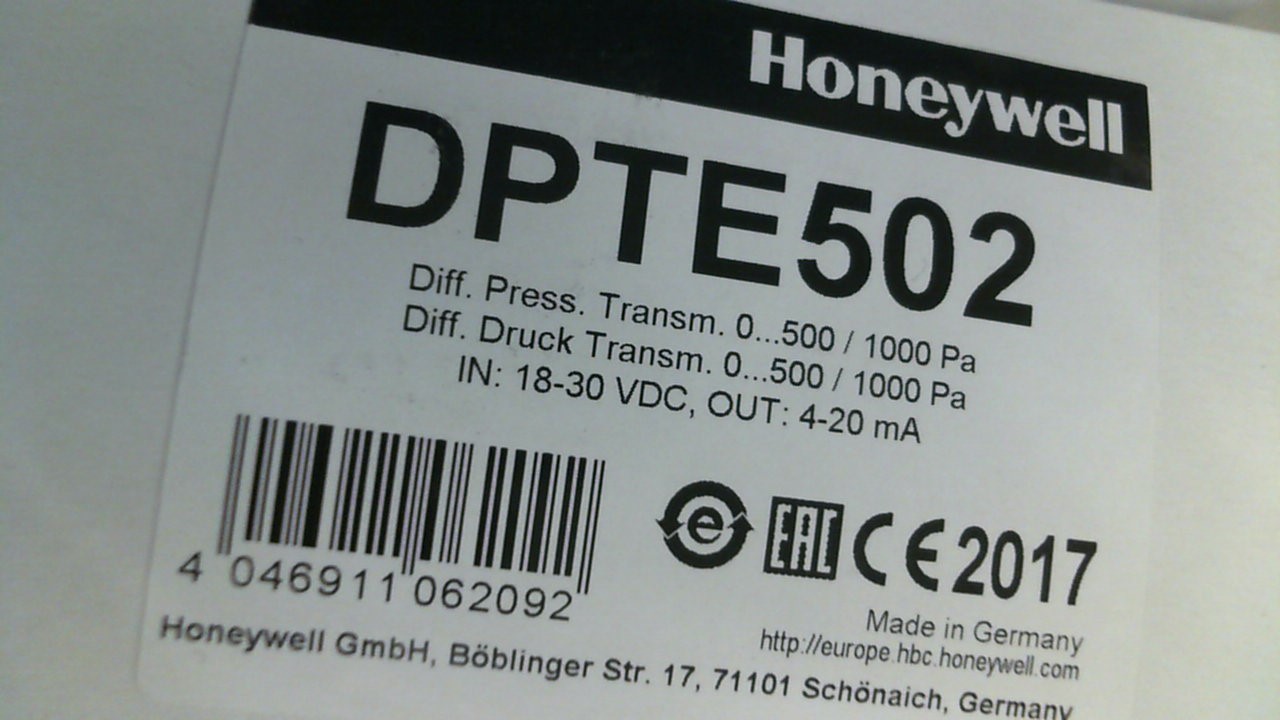 Honeywell
DPTE502
Diff. Press. Transm. 0...500 / 1000 Pa
Diff. Druck Transm. 0...500 / 1000 Pa
IN: 18-30 VDC, OUT: 4-20 mA
e EAC CE 2017
4 046911 062092
Made in Germany
http://europe.hbc.honeywell.com
Honeywell GmbH, Böblinger Str. 17, 71101 Schönaich, Germany